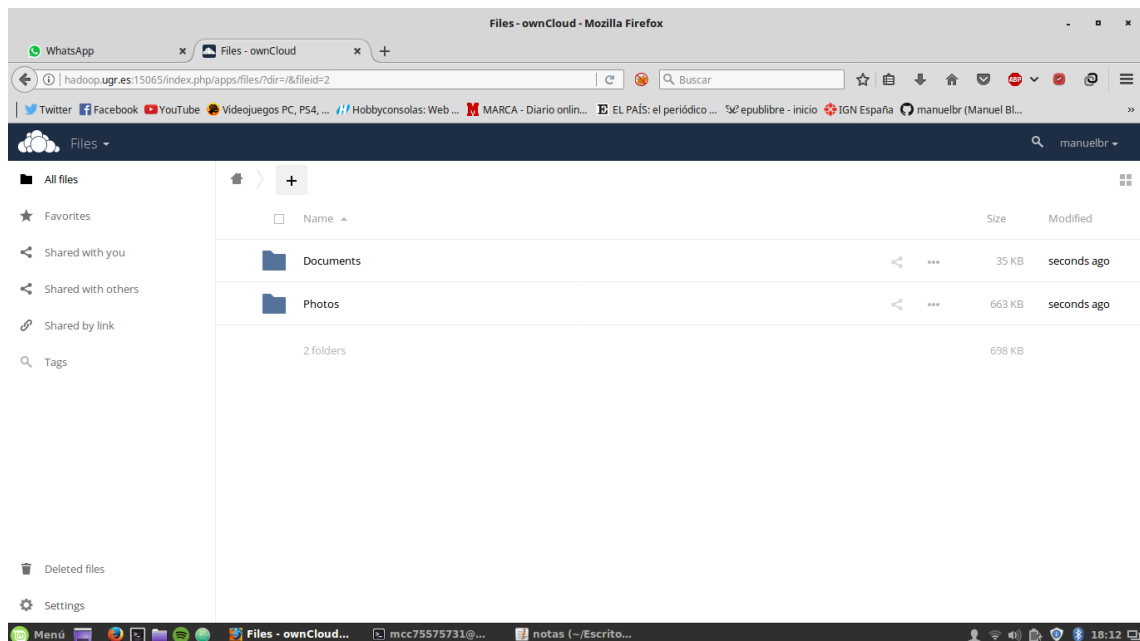 Files - ownCloud - Mozilla Firefox
WhatsApp
Files - ownCloud
hadoop.ugr.es:15065/index.php/apps/files/?dir=/&fileid=2
Buscar
ABP
Twitter Facebook YouTube Videojuegos PC, PS4, ... Hobbyconsolas: Web ... MARCA - Diario onlin... EL PAÍS: el periódico ... epublibre - inicio IGN España manuelbr (Manuel Bl... »
Files manuelbr
All files
Favorites
Shared with you
Shared with others
Shared by link
Tags
Deleted files
Settings
+
Name Size Modified
Documents 35 KB seconds ago
Photos 663 KB seconds ago
2 folders 698 KB
Menú Files - ownCloud... mcc75575731@... notas (~/Escrito... 18:12